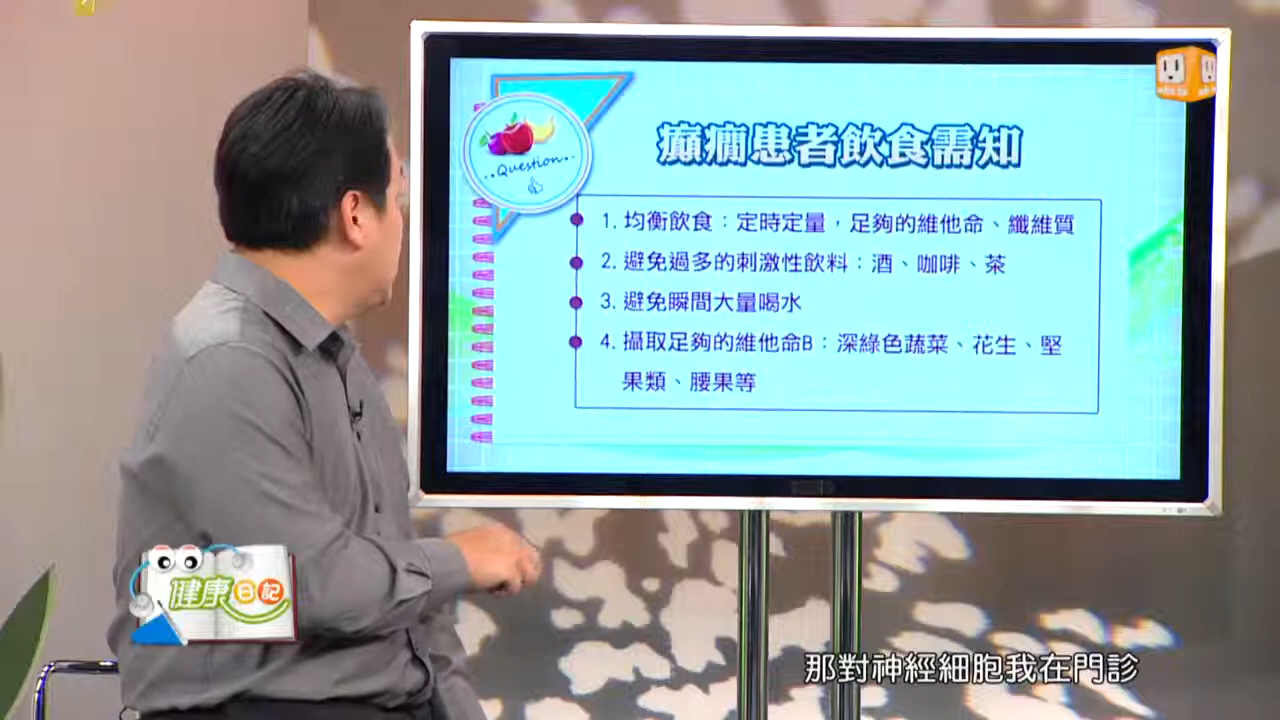 癲癇患者飲食需知
..Question..
1. 均衡飲食：定時定量，足夠的維他命、纖維質
2. 避免過多的刺激性飲料：酒、咖啡、茶
3. 避免瞬間大量喝水
4. 攝取足夠的維他命B：深綠色蔬菜、花生、堅
果類、腰果等
健康日記
那對神經細胞我在門診